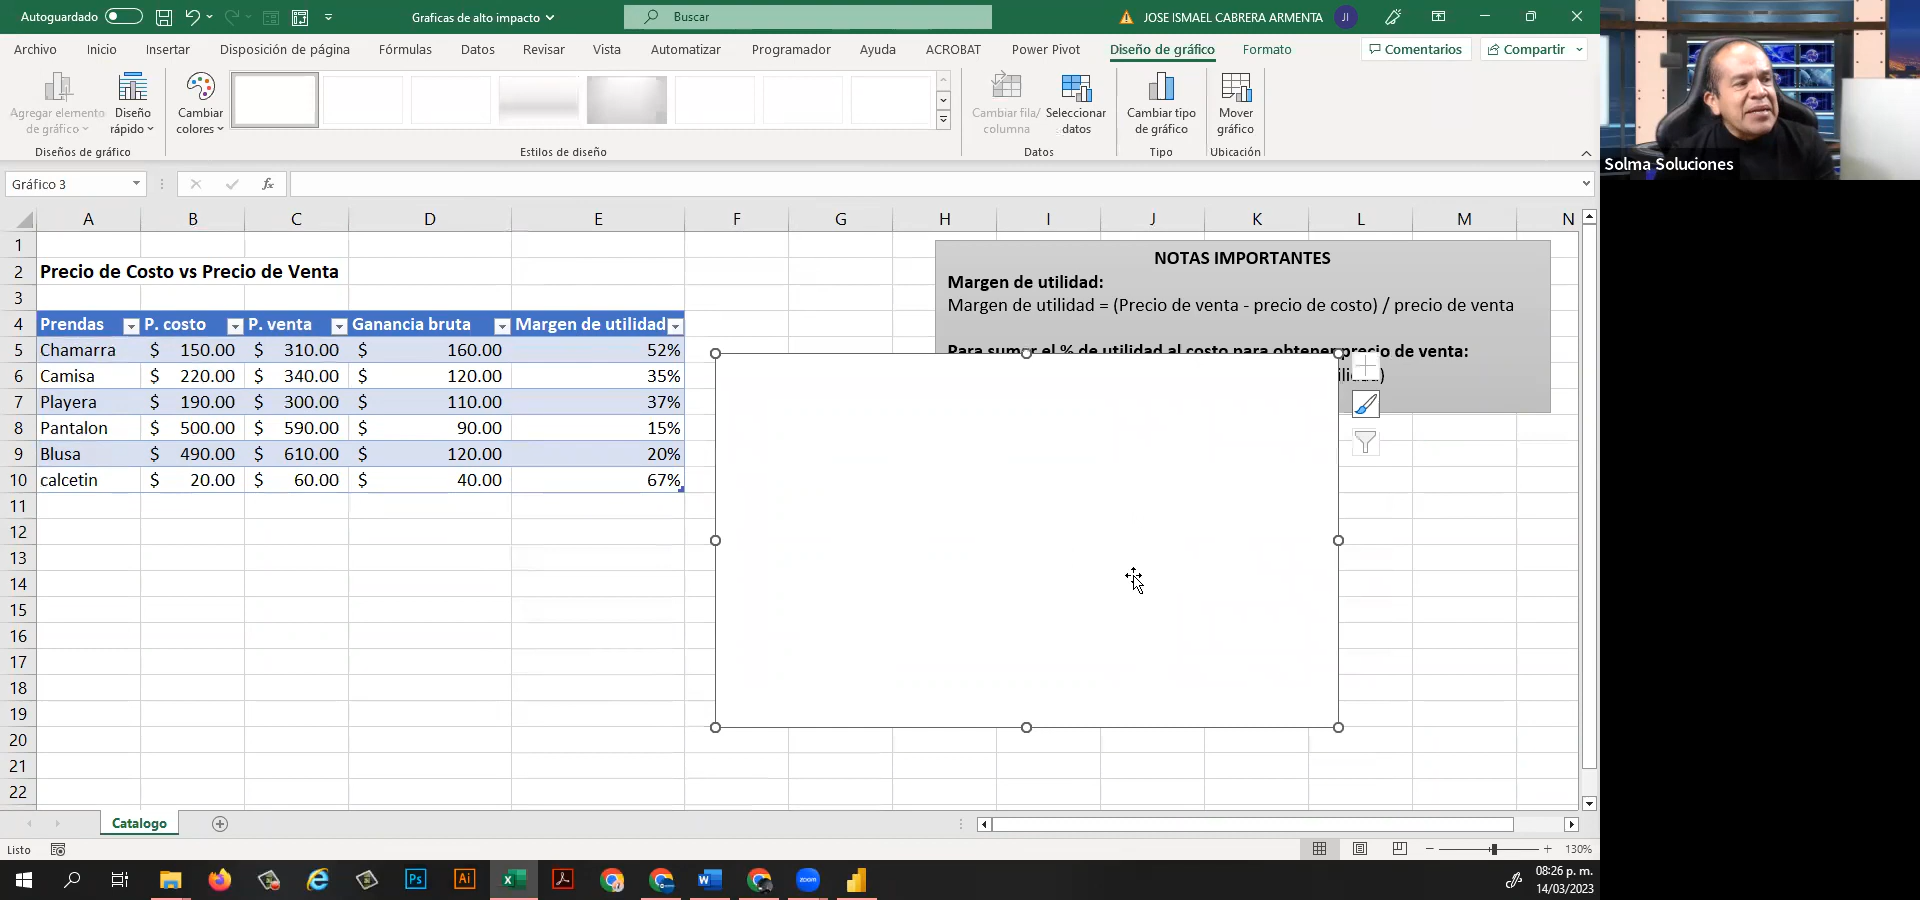 Autoguardado
Graficas de alto impacto
Buscar
JOSE ISMAEL CABRERA ARMENTA
JI
Archivo Inicio Insertar Disposición de página Fórmulas Datos Revisar Vista Automatizar Programador Ayuda ACROBAT Power Pivot Diseño de gráfico Formato
Comentarios
Compartir
Agregar elemento de gráfico
Diseño rápido
Cambiar colores
Cambiar fila/ columna
Seleccionar datos
Cambiar tipo de gráfico
Mover gráfico
Diseños de gráfico
Estilos de diseño
Datos
Tipo
Ubicación
Solma Soluciones
Gráfico 3
fx
A B C D E F G H I J K L M N
1
2 Precio de Costo vs Precio de Venta
3
4 Prendas P. costo P. venta Ganancia bruta Margen de utilidad
5 Chamarra $ 150.00 $ 310.00 $ 160.00 52%
6 Camisa $ 220.00 $ 340.00 $ 120.00 35%
7 Playera $ 190.00 $ 300.00 $ 110.00 37%
8 Pantalon $ 500.00 $ 590.00 $ 90.00 15%
9 Blusa $ 490.00 $ 610.00 $ 120.00 20%
10 calcetin $ 20.00 $ 60.00 $ 40.00 67%
11
12
13
14
15
16
17
18
19
20
21
22
NOTAS IMPORTANTES
Margen de utilidad:
Margen de utilidad = (Precio de venta - precio de costo) / precio de venta
Para sumar el % de utilidad al costo para obtener precio de venta:
Catalogo
Listo
130%
Ps
Ai
zoom
08:26 p. m.
14/03/2023